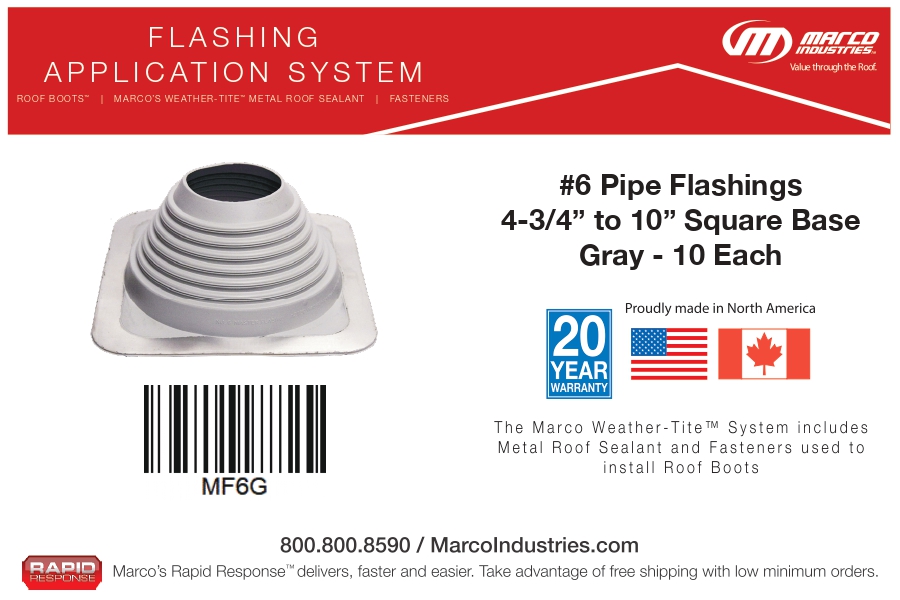 FLASHING
APPLICATION SYSTEM
ROOF BOOTS™ | MARCO'S WEATHER-TITE™ METAL ROOF SEALANT | FASTENERS
MARCO
INDUSTRIES™
Value through the Roof.
#6 Pipe Flashings
4-3/4” to 10” Square Base
Gray - 10 Each
Proudly made in North America
20
YEAR
WARRANTY
The Marco Weather-Tite™ System includes
Metal Roof Sealant and Fasteners used to
install Roof Boots
MF6G
800.800.8590 / MarcoIndustries.com
RAPID
RESPONSE
Marco's Rapid Response™ delivers, faster and easier. Take advantage of free shipping with low minimum orders.